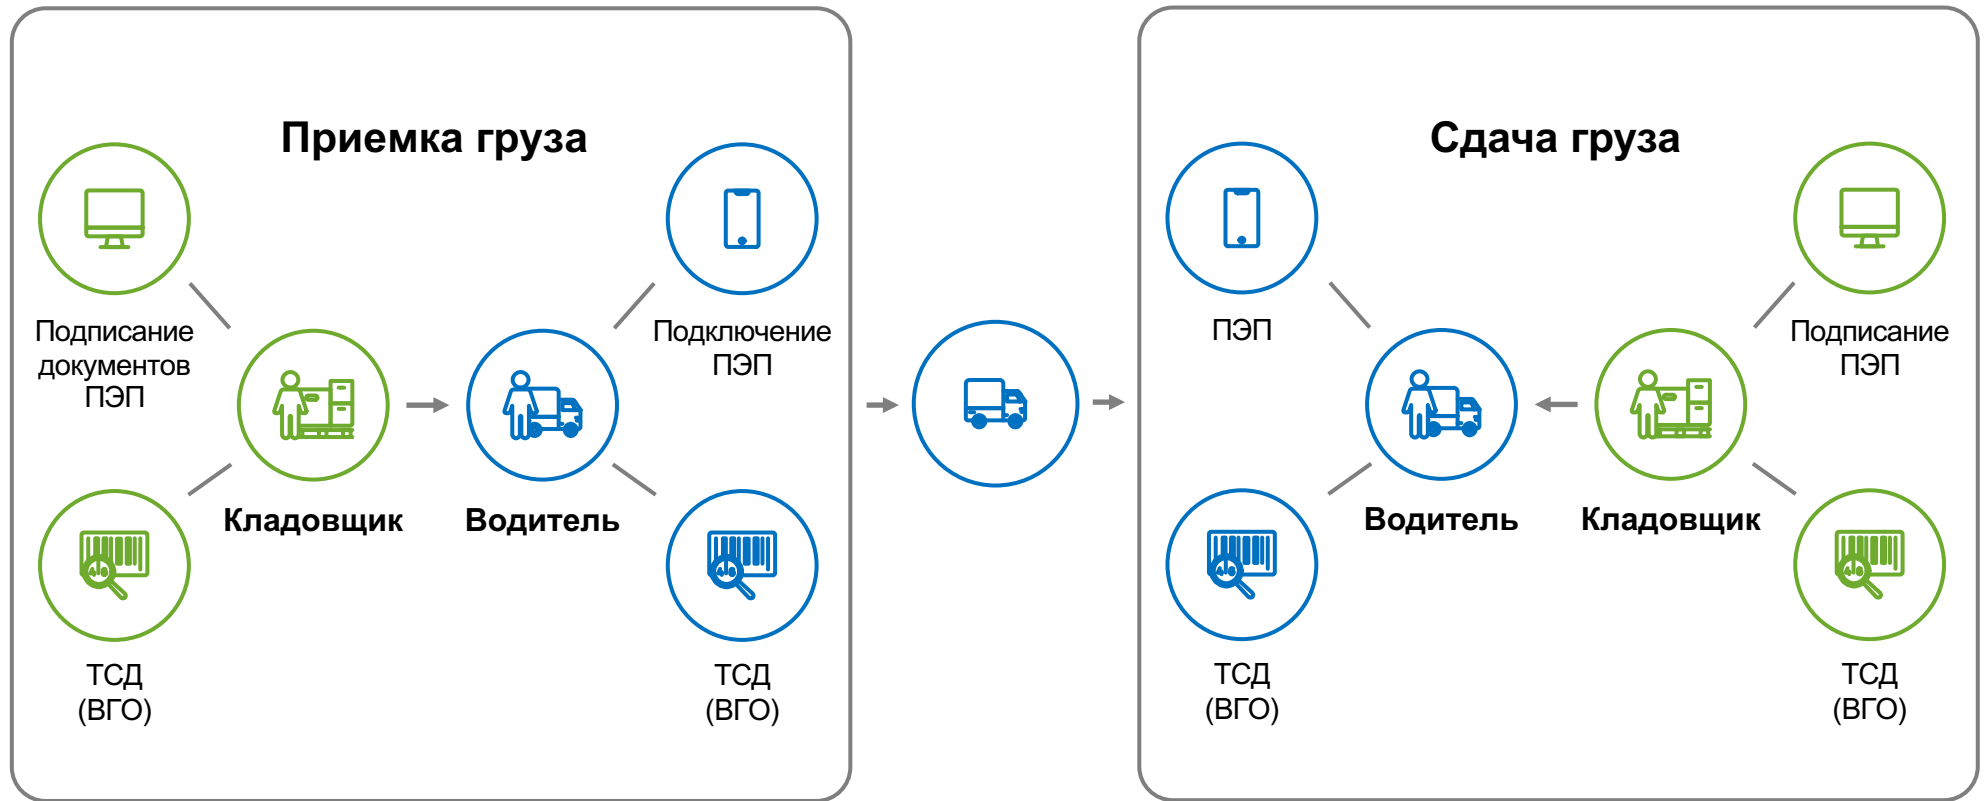 Приемка груза
Подписание
документов
ПЭП
Подключение
ПЭП
Кладовщик
Водитель
ТСД
(ВГО)
ТСД
(ВГО)
Сдача груза
ПЭП
Подписание
ПЭП
Водитель
Кладовщик
ТСД
(ВГО)
ТСД
(ВГО)